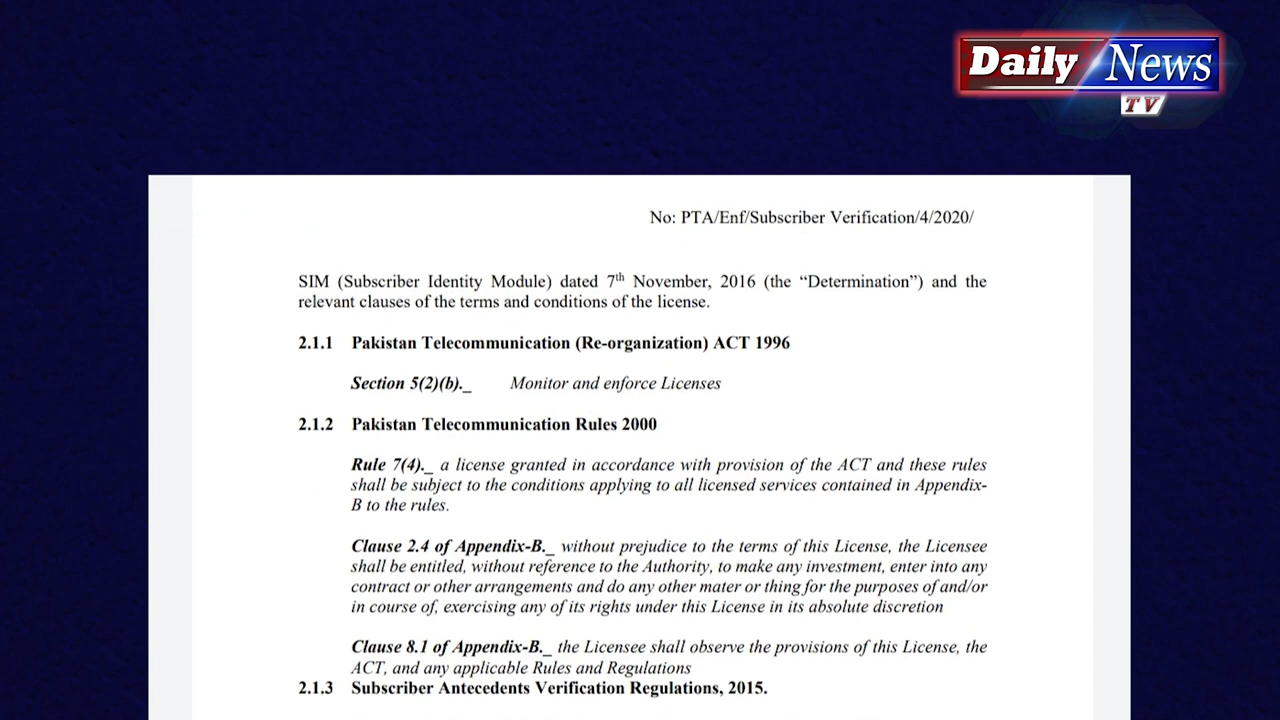 Daily News
TV
No: PTA/Enf/Subscriber Verification/4/2020/
SIM (Subscriber Identity Module) dated 7th November, 2016 (the “Determination”) and the
relevant clauses of the terms and conditions of the license.
2.1.1 Pakistan Telecommunication (Re-organization) ACT 1996
Section 5(2)(b)._ Monitor and enforce Licenses
2.1.2 Pakistan Telecommunication Rules 2000
Rule 7(4)._ a license granted in accordance with provision of the ACT and these rules
shall be subject to the conditions applying to all licensed services contained in Appendix-
B to the rules.
Clause 2.4 of Appendix-B._ without prejudice to the terms of this License, the Licensee
shall be entitled, without reference to the Authority, to make any investment, enter into any
contract or other arrangements and do any other mater or thing for the purposes of and/or
in course of, exercising any of its rights under this License in its absolute discretion
Clause 8.1 of Appendix-B._ the Licensee shall observe the provisions of this License, the
ACT, and any applicable Rules and Regulations
2.1.3 Subscriber Antecedents Verification Regulations, 2015.